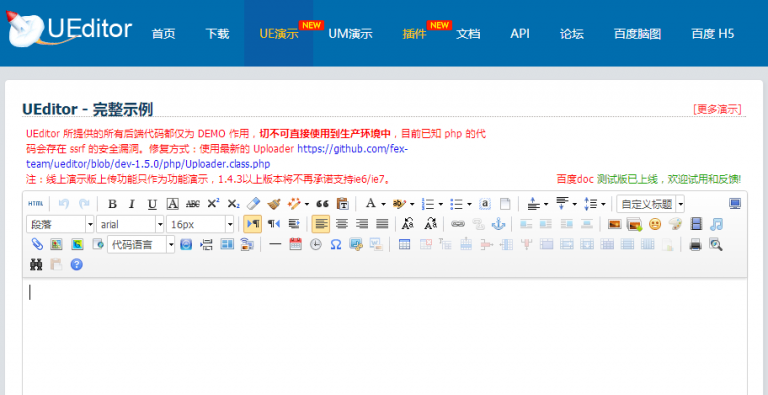 UEditor 首页 下载 UE演示 NEW UM演示 插件 NEW 文档 API 论坛 百度脑图 百度 H5
UEditor - 完整示例 [更多演示]
UEditor 所提供的所有后端代码都仅为 DEMO 作用，切不可直接使用到生产环境中，目前已知 php 的代
码会存在 ssrf 的安全漏洞。修复方式：使用最新的 Uploader https://github.com/fex-
team/ueditor/blob/dev-1.5.0/php/Uploader.class.php
注：线上演示版上传功能只作为功能演示，1.4.3以上版本将不再承诺支持ie6/ie7。 百度doc 测试版已上线，欢迎试用和反馈!
HTML B I U A ABC X² X₂ A ab a 自定义标题
段落 arial 16px
代码语言